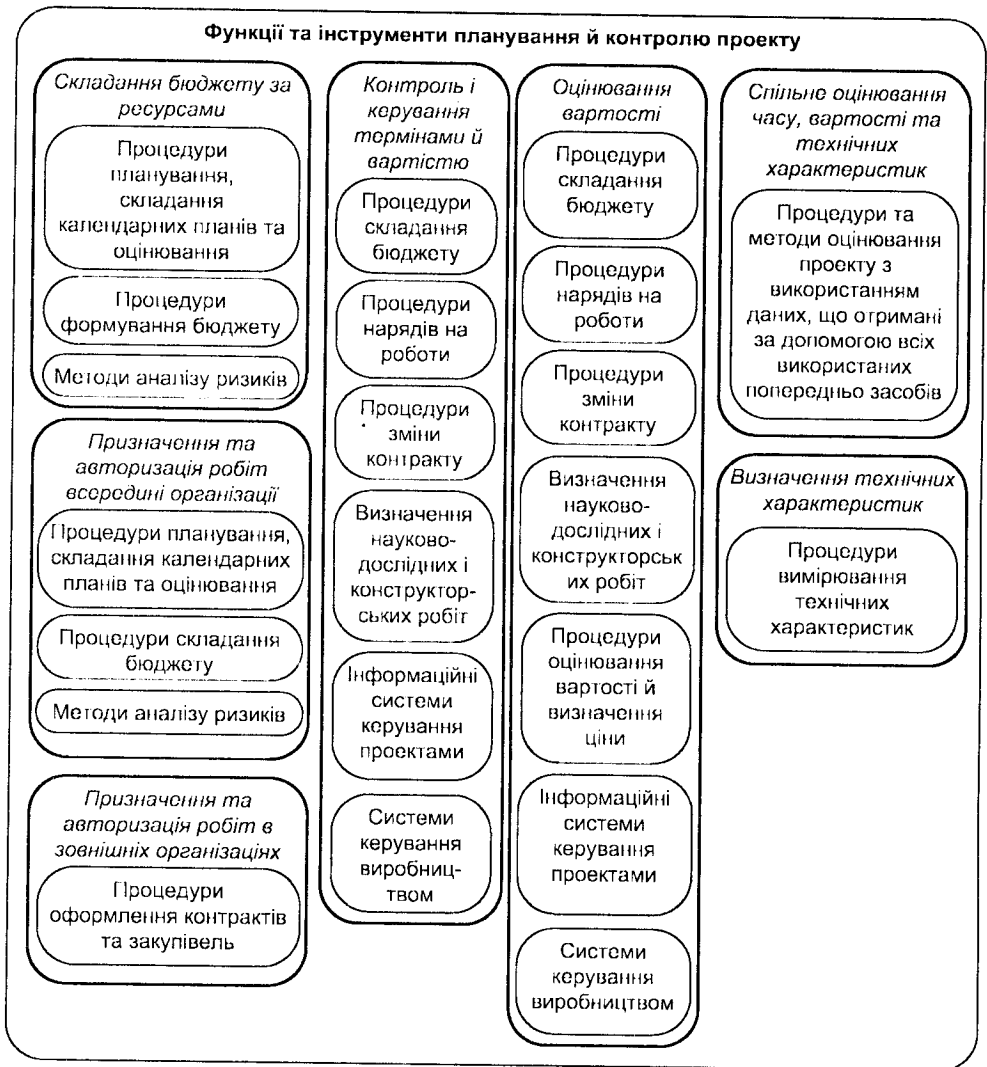 Функції та інструменти планування й контролю проекту
Складання бюджету за
ресурсами
Процедури
планування,
складання
календарних планів та
оцінювання
Процедури
формування бюджету
Методи аналізу ризиків
Призначення та
авторизація робіт
всередині організації
Процедури планування,
складання календарних
планів та оцінювання
Процедури складання
бюджету
Методи аналізу ризиків
Призначення та
авторизація робіт в
зовнішніх організаціях
Процедури
оформлення контрактів
та закупівель
Контроль і
керування
термінами й
вартістю
Процедури
складання
бюджету
Процедури
нарядів на
роботи
Процедури
зміни
контракту
Визначення
науково-
дослідних і
конструктор-
ських робіт
Інформаційні
системи
керування
проектами
Системи
керування
виробниц-
твом
Оцінювання
вартості
Процедури
складання
бюджету
Процедури
нарядів на
роботи
Процедури
зміни
контракту
Визначення
науково-
дослідних і
конструкторськ
их робіт
Процедури
оцінювання
вартості й
визначення
ціни
Інформаційні
системи
керування
проектами
Системи
керування
виробництвом
Спільне оцінювання
часу, вартості та
технічних
характеристик
Процедури та
методи оцінювання
проекту з
використанням
даних, що отримані
за допомогою всіх
використаних
попередньо засобів
Визначення технічних
характеристик
Процедури
вимірювання
технічних
характеристик